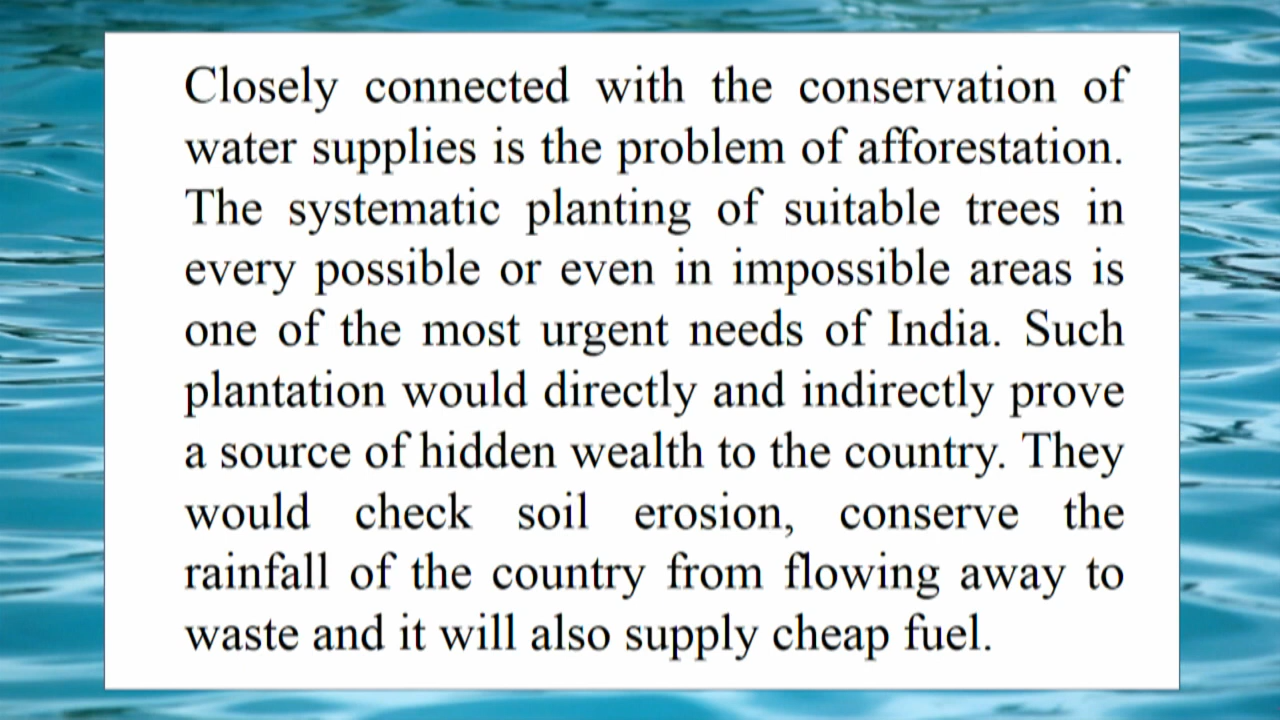 Closely connected with the conservation of
water supplies is the problem of afforestation.
The systematic planting of suitable trees in
every possible or even in impossible areas is
one of the most urgent needs of India. Such
plantation would directly and indirectly prove
a source of hidden wealth to the country. They
would check soil erosion, conserve the
rainfall of the country from flowing away to
waste and it will also supply cheap fuel.